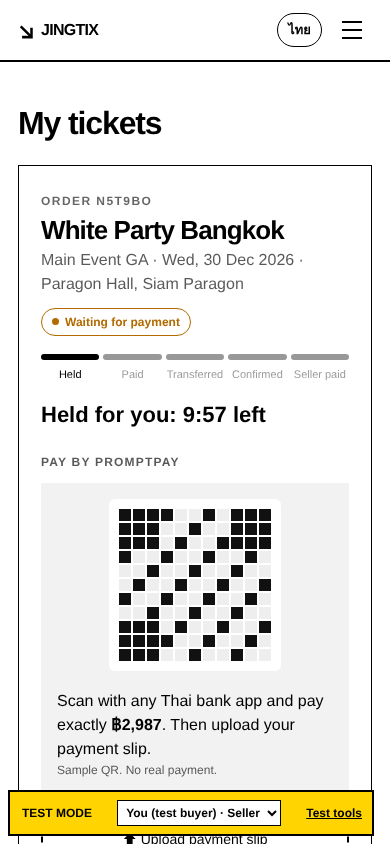 JINGTIX
ไทย
My tickets
ORDER N5T9BO
White Party Bangkok
Main Event GA · Wed, 30 Dec 2026 ·
Paragon Hall, Siam Paragon
Waiting for payment
Held Paid Transferred Confirmed Seller paid
Held for you: 9:57 left
PAY BY PROMPTPAY
Scan with any Thai bank app and pay
exactly ฿2,987. Then upload your
payment slip.
Sample QR. No real payment.
TEST MODE You (test buyer) · Seller Test tools
Upload payment slip